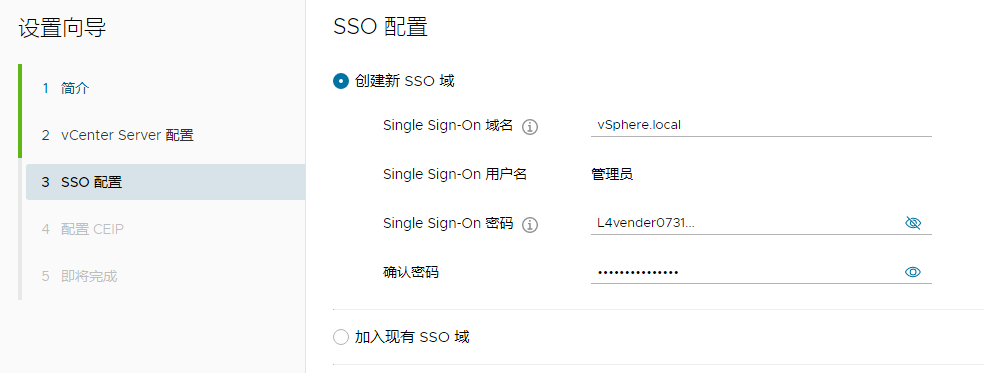 设置向导
1 简介
2 vCenter Server 配置
3 SSO 配置
4 配置 CEIP
5 即将完成
SSO 配置
创建新 SSO 域
Single Sign-On 域名
vSphere.local
Single Sign-On 用户名
管理员
Single Sign-On 密码
L4vender0731...
确认密码
•••••••••••••••
加入现有 SSO 域